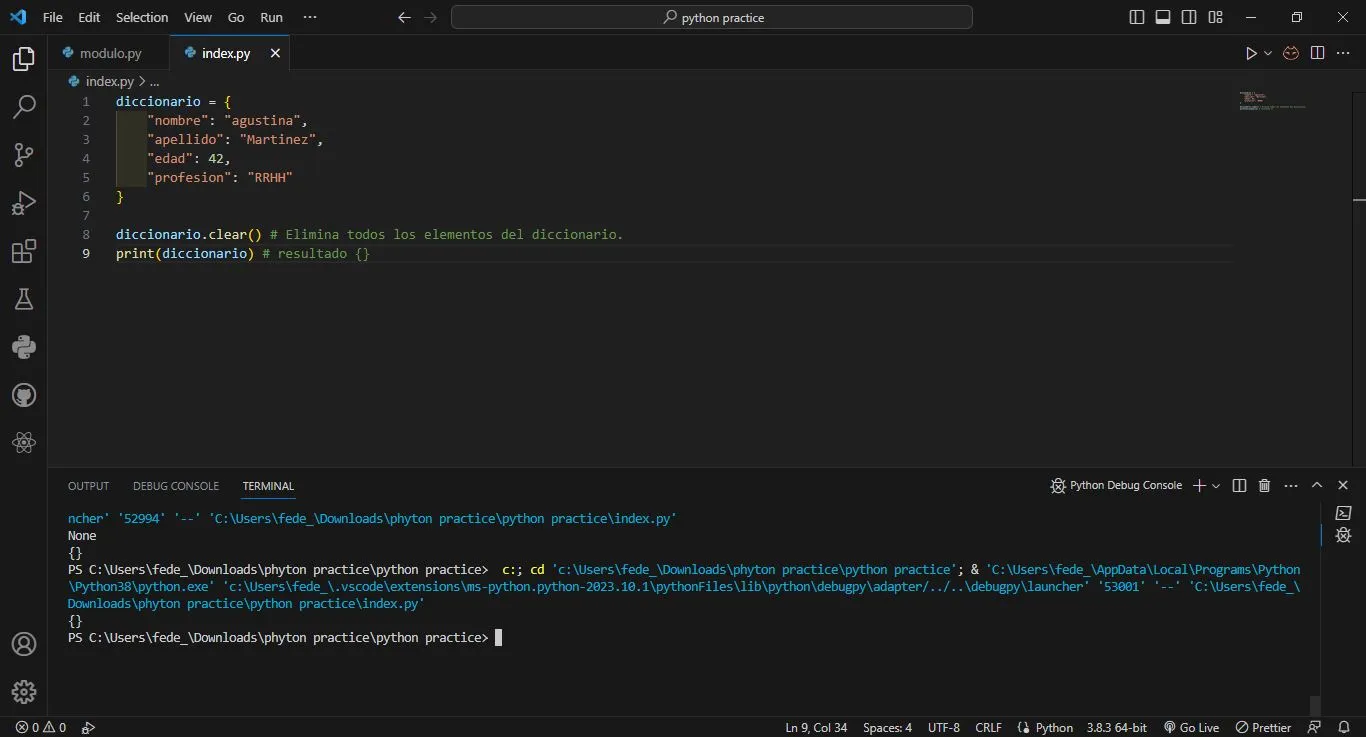 File Edit Selection View Go Run ··· python practice
modulo.py index.py
index.py > ...
1 diccionario = {
2 "nombre": "agustina",
3 "apellido": "Martinez",
4 "edad": 42,
5 "profesion": "RRHH"
6 }
7
8 diccionario.clear() # Elimina todos los elementos del diccionario.
9 print(diccionario) # resultado {}
OUTPUT DEBUG CONSOLE TERMINAL Python Debug Console
ncher' '52994' '--' 'C:\Users\fede_\Downloads\phyton practice\python practice\index.py'
None
{}
PS C:\Users\fede_\Downloads\phyton practice\python practice> c:; cd 'c:\Users\fede_\Downloads\phyton practice\python practice'; & 'C:\Users\fede_\AppData\Local\Programs\Python
\Python38\python.exe' 'c:\Users\fede_\.vscode\extensions\ms-python.python-2023.10.1\pythonFiles\lib\python\debugpy\adapter/../..\debugpy\launcher' '53001' '--' 'C:\Users\fede_\
Downloads\phyton practice\python practice\index.py'
{}
PS C:\Users\fede_\Downloads\phyton practice\python practice>
0 0 Ln 9, Col 34 Spaces: 4 UTF-8 CRLF Python 3.8.3 64-bit Go Live Prettier